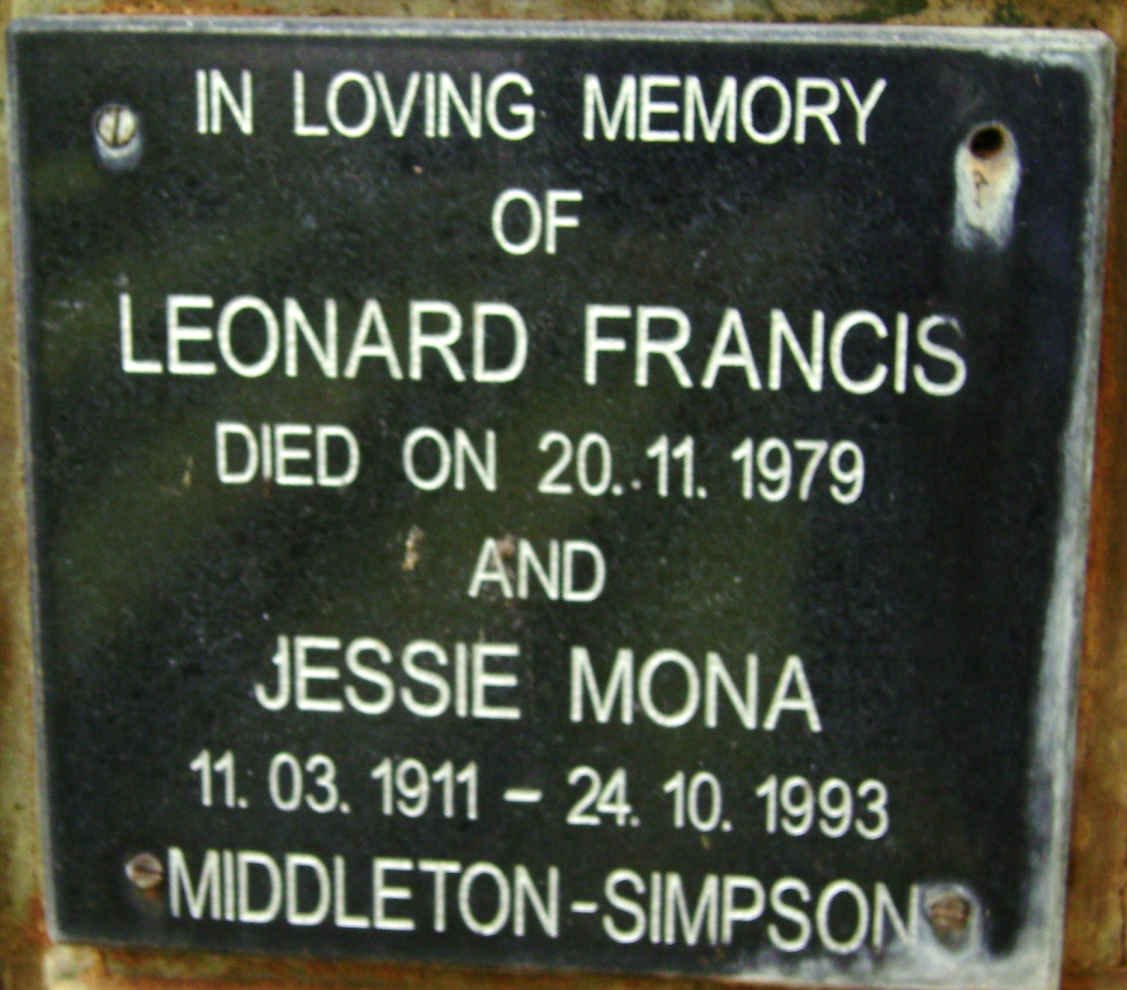 IN LOVING MEMORY
OF
LEONARD FRANCIS
DIED ON 20. 11. 1979
AND
JESSIE MONA
11. 03. 1911 - 24. 10. 1993
MIDDLETON-SIMPSON